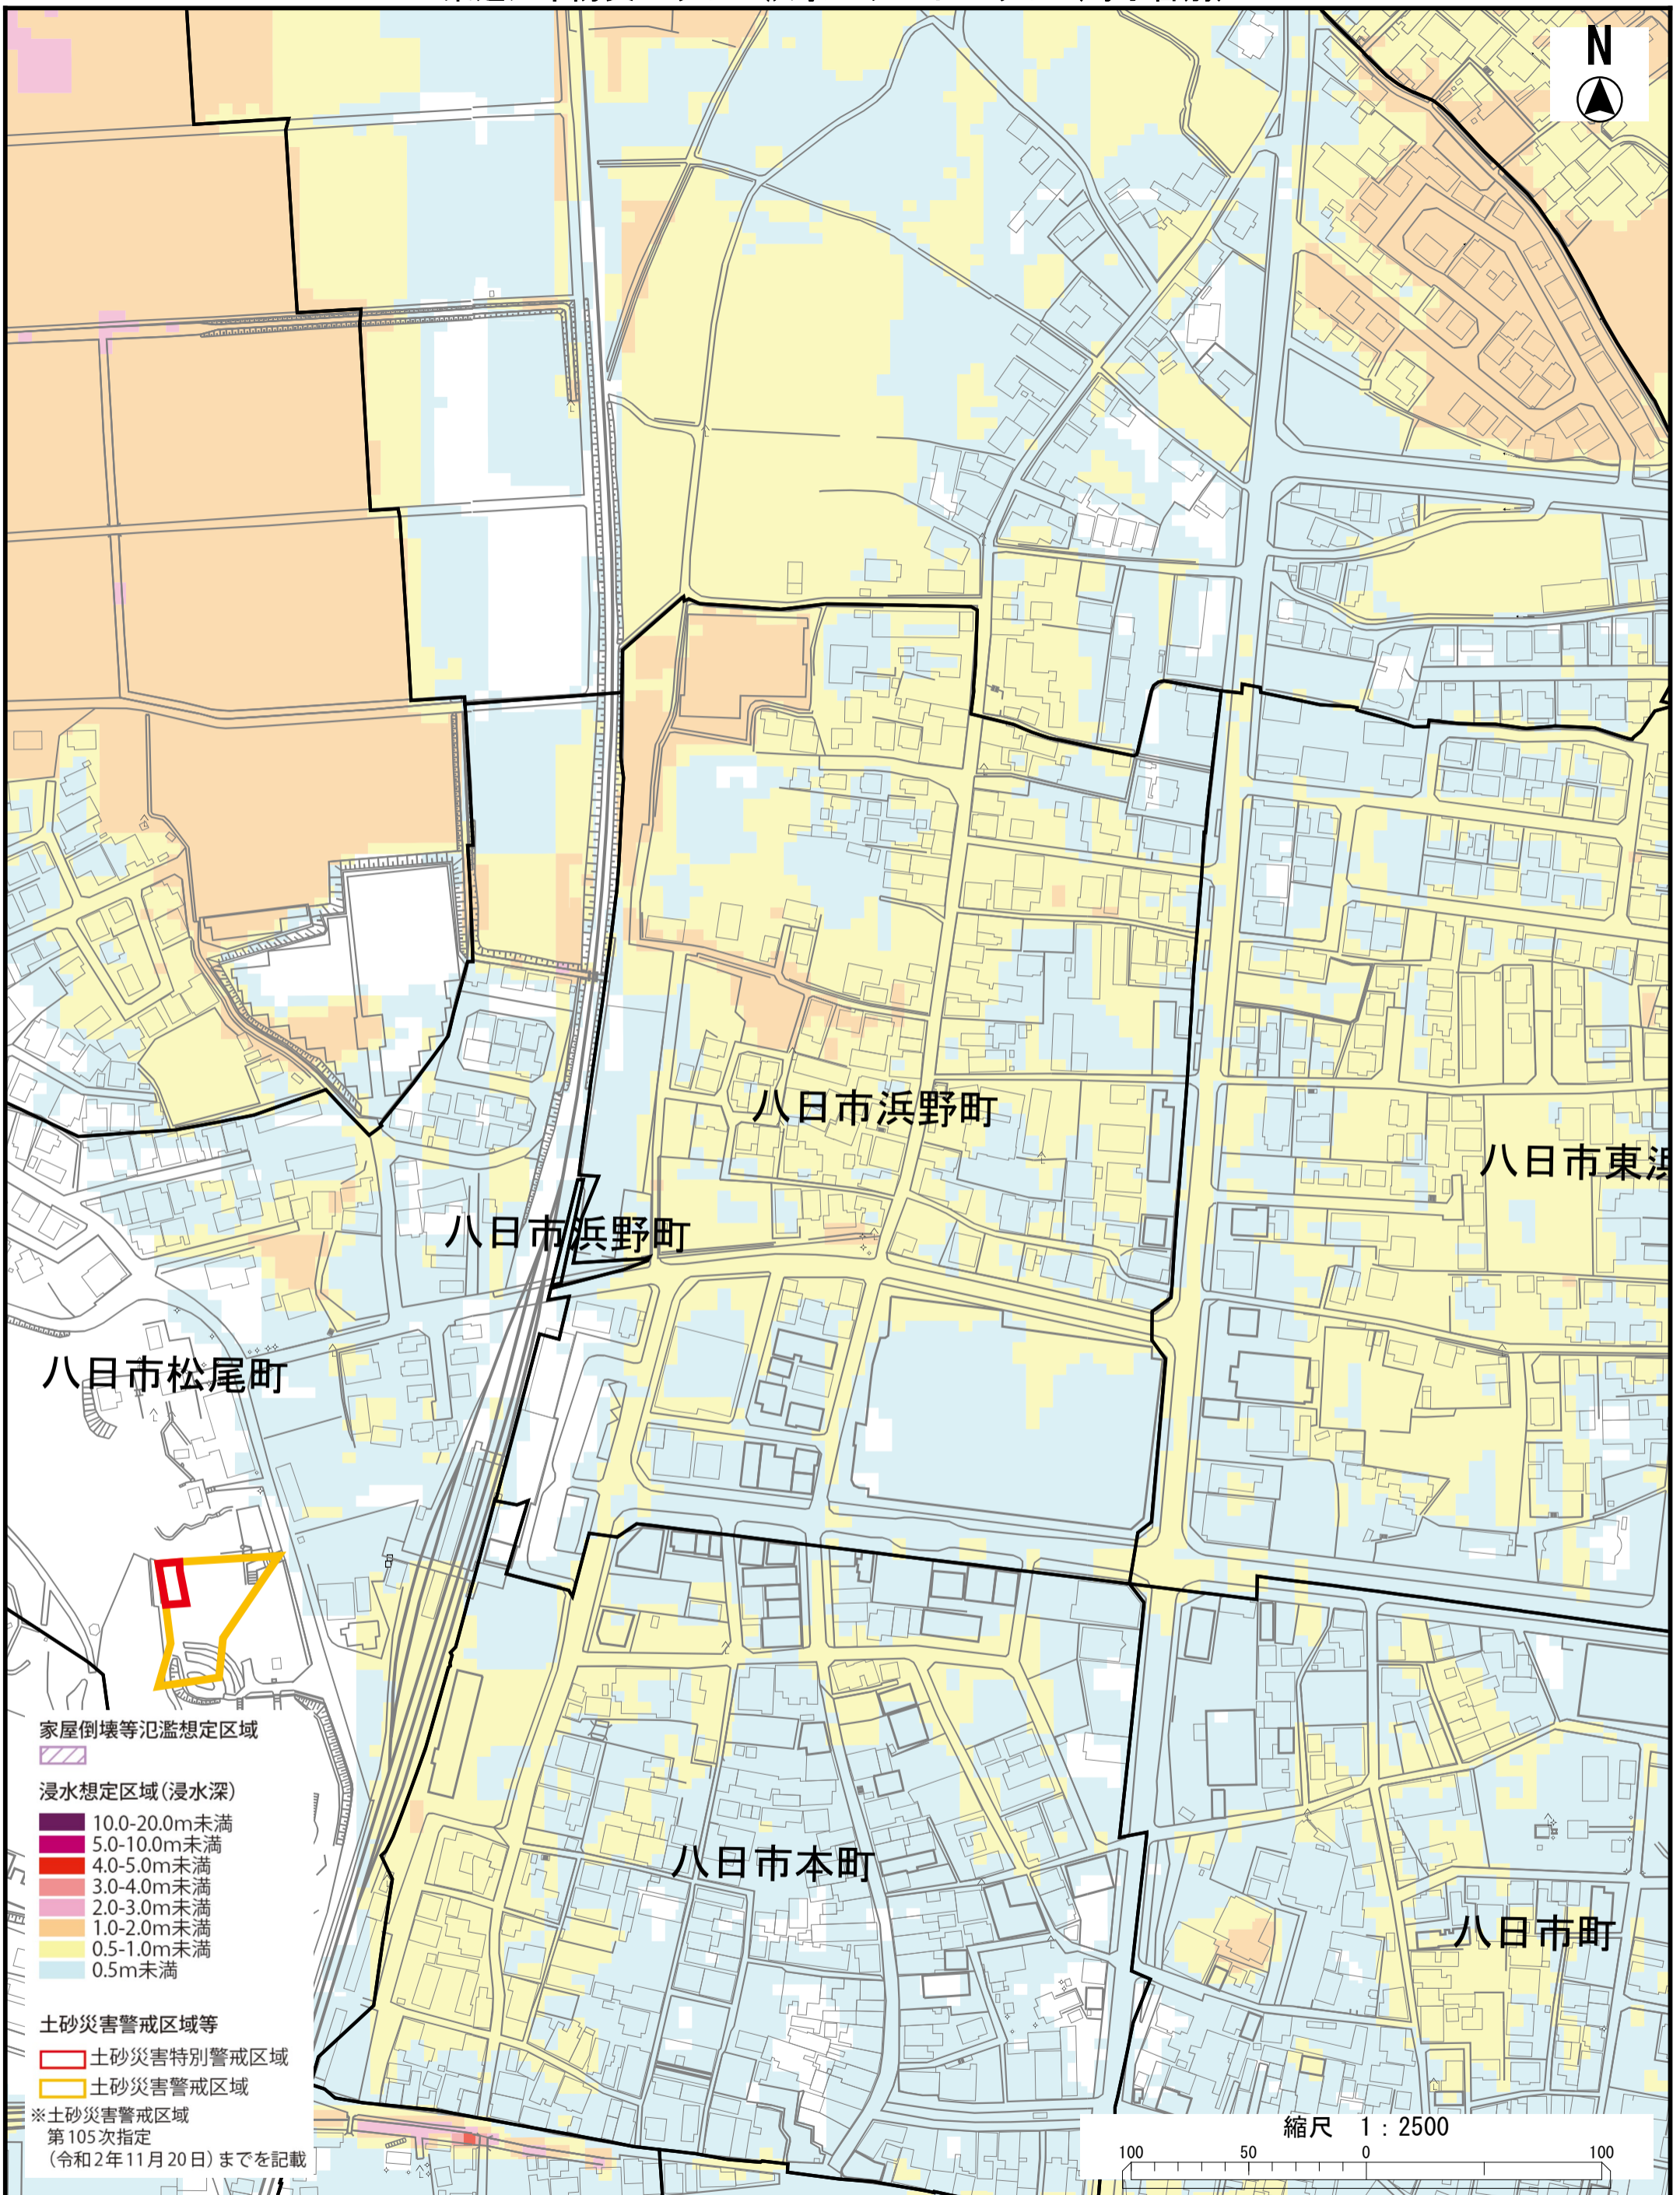 N
八日市浜野町
八日市東浜
八日市浜野町
八日市松尾町
八日市本町
八日市町
家屋倒壊等氾濫想定区域
浸水想定区域(浸水深)
10.0-20.0m未満
5.0-10.0m未満
4.0-5.0m未満
3.0-4.0m未満
2.0-3.0m未満
1.0-2.0m未満
0.5-1.0m未満
0.5m未満
土砂災害警戒区域等
土砂災害特別警戒区域
土砂災害警戒区域
※土砂災害警戒区域
第105次指定
(令和2年11月20日)までを記載
縮尺 1:2500
100 50 0 100